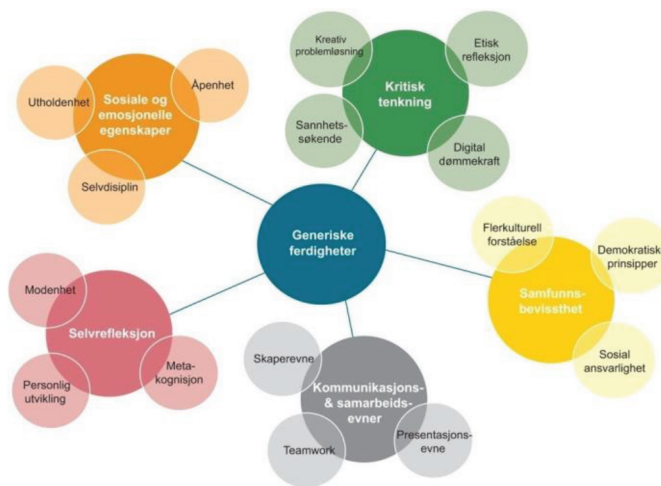 Kreativ
problemløsning
Etisk
refleksjon
Kritisk
tenkning
Sannhets-
søkende
Digital
dømmekraft
Åpenhet
Sosiale og
emosjonelle
egenskaper
Utholdenhet
Selvdisiplin
Generiske
ferdigheter
Flerkulturell
forståelse
Demokratiske
prinsipper
Samfunns-
bevissthet
Sosial
ansvarlighet
Modenhet
Selvrefleksjon
Meta-
kognisjon
Personlig
utvikling
Skaperevne
Kommunikasjons-
& samarbeids-
evner
Teamwork
Presentasjons-
evne